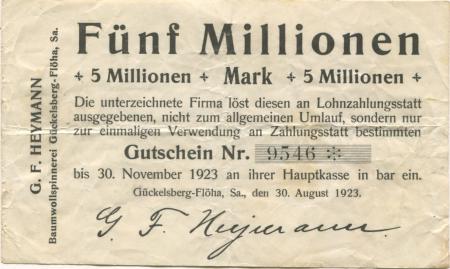 G. F. HEYMANN
Baumwollspinnerei Gückelsberg-Flöha, Sa.
Fünf Millionen
+ 5 Millionen + Mark + 5 Millionen +
Die unterzeichnete Firma löst diesen an Lohnzahlungsstatt
ausgegebenen, nicht zum allgemeinen Umlauf, sondern nur
zur einmaligen Verwendung an Zahlungsstatt bestimmten
Gutschein Nr. 9546 *
bis 30. November 1923 an ihrer Hauptkasse in bar ein.
Gückelsberg-Flöha, Sa., den 30. August 1923.
G. F. Heymann.